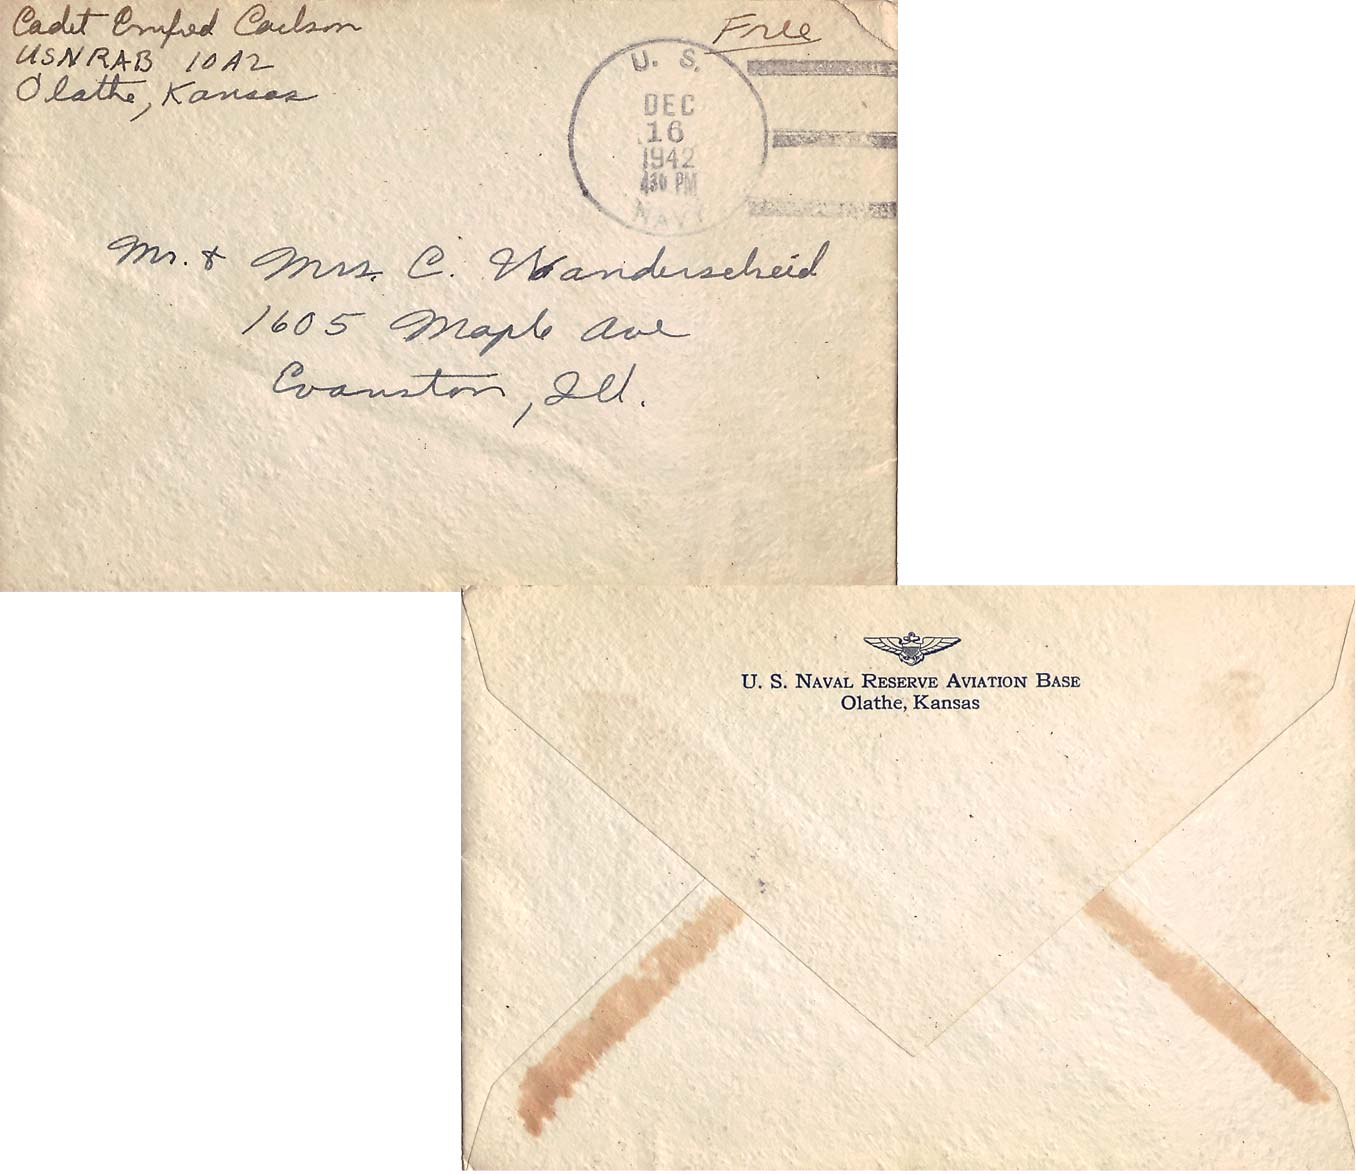 Cadet Emfred Carlson
USNRAB 10A2
Olathe, Kansas
Free
U. S.
DEC
16
1942
430 PM
NAVY
Mr. & Mrs. C. Wanderscheid
1605 Maple Ave
Evanston, Ill.
U. S. NAVAL RESERVE AVIATION BASE
Olathe, Kansas